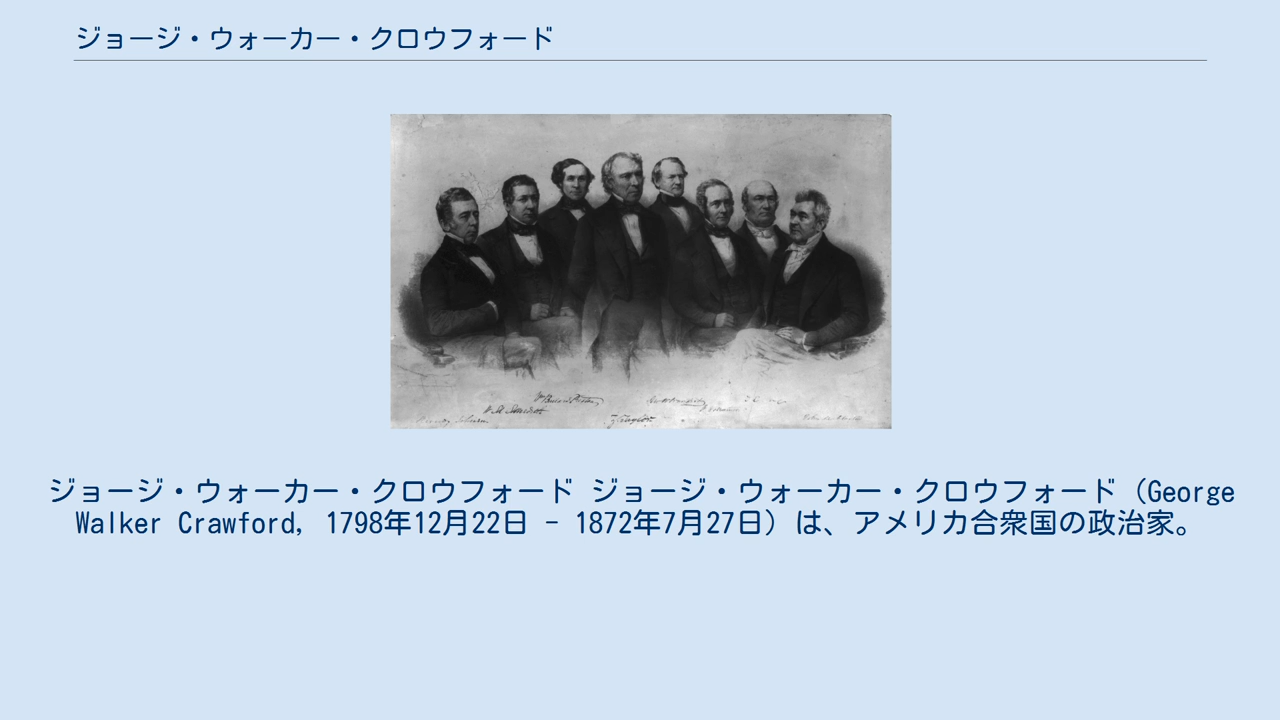 ジョージ・ウォーカー・クロウフォード
ジョージ・ウォーカー・クロウフォード ジョージ・ウォーカー・クロウフォード（George
Walker Crawford, 1798年12月22日 - 1872年7月27日）は、アメリカ合衆国の政治家。